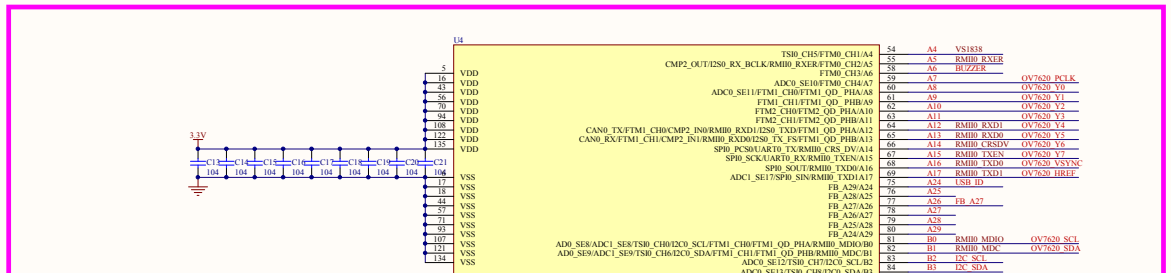 U4
TSI0_CH5/FTM0_CH1/A4 54 A4 VS1838
CMP2_OUT/I2S0_RX_BCLK/RMII0_RXER/FTM0_CH2/A5 55 A5 RMII0_RXER
5 VDD FTM0_CH3/A6 58 A6 BUZZER
16 VDD ADC0_SE10/FTM0_CH4/A7 59 A7 OV7620_PCLK
43 VDD ADC0_SE11/FTM1_CH0/FTM1_QD_PHA/A8 60 A8 OV7620_Y0
56 VDD FTM1_CH1/FTM1_QD_PHB/A9 61 A9 OV7620_Y1
70 VDD FTM2_CH0/FTM2_QD_PHA/A10 62 A10 OV7620_Y2
94 VDD FTM2_CH1/FTM2_QD_PHB/A11 63 A11 OV7620_Y3
108 VDD CAN0_TX/FTM1_CH0/CMP2_IN0/RMII0_RXD1/I2S0_TXD/FTM1_QD_PHA/A12 64 A12 RMII0_RXD1 OV7620_Y4
122 VDD CAN0_RX/FTM1_CH1/CMP2_IN1/RMII0_RXD0/I2S0_TX_FS/FTM1_QD_PHB/A13 65 A13 RMII0_RXD0 OV7620_Y5
3.3V 135 VDD SPI0_PCS0/UART0_TX/RMII0_CRS_DV/A14 66 A14 RMII0_CRSDV OV7620_Y6
SPI0_SCK/UART0_RX/RMII0_TXEN/A15 67 A15 RMII0_TXEN OV7620_Y7
C13 C14 C15 C16 C17 C18 C19 C20 C21 SPI0_SOUT/RMII0_TXD0/A16 68 A16 RMII0_TXD0 OV7620_VSYNC
104 104 104 104 104 104 104 104 104 VSS ADC1_SE17/SPI0_SIN/RMII0_TXD1A17 69 A17 RMII0_TXD1 OV7620_HREF
17 VSS FB_A29/A24 75 A24 USB_ID
18 VSS FB_A28/A25 76 A25
44 VSS FB_A27/A26 77 A26 FB_A27
57 VSS FB_A26/A27 78 A27
71 VSS FB_A25/A28 79 A28
93 VSS FB_A24/A29 80 A29
107 VSS AD0_SE8/ADC1_SE8/TSI0_CH0/I2C0_SCL/FTM1_CH0/FTM1_QD_PHA/RMII0_MDIO/B0 81 B0 RMII0_MDIO OV7620_SCL
121 VSS AD0_SE9/ADC1_SE9/TSI0_CH6/I2C0_SDA/FTM1_CH1/FTM1_QD_PHB/RMII0_MDC/B1 82 B1 RMII0_MDC OV7620_SDA
134 VSS ADC0_SE12/TSI0_CH7/I2C0_SCL/B2 83 B2 I2C_SCL
ADC0_SE13/TSI0_CH8/I2C0_SDA/B3 84 B3 I2C_SDA